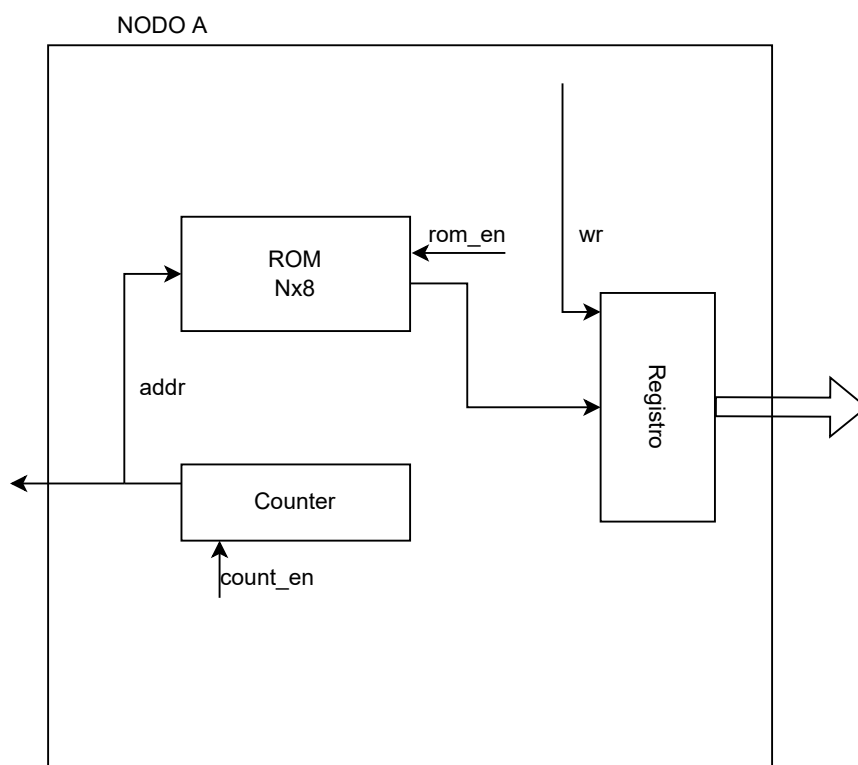 NODO A
rom_en
wr
ROM
Nx8
Registro
addr
Counter
count_en